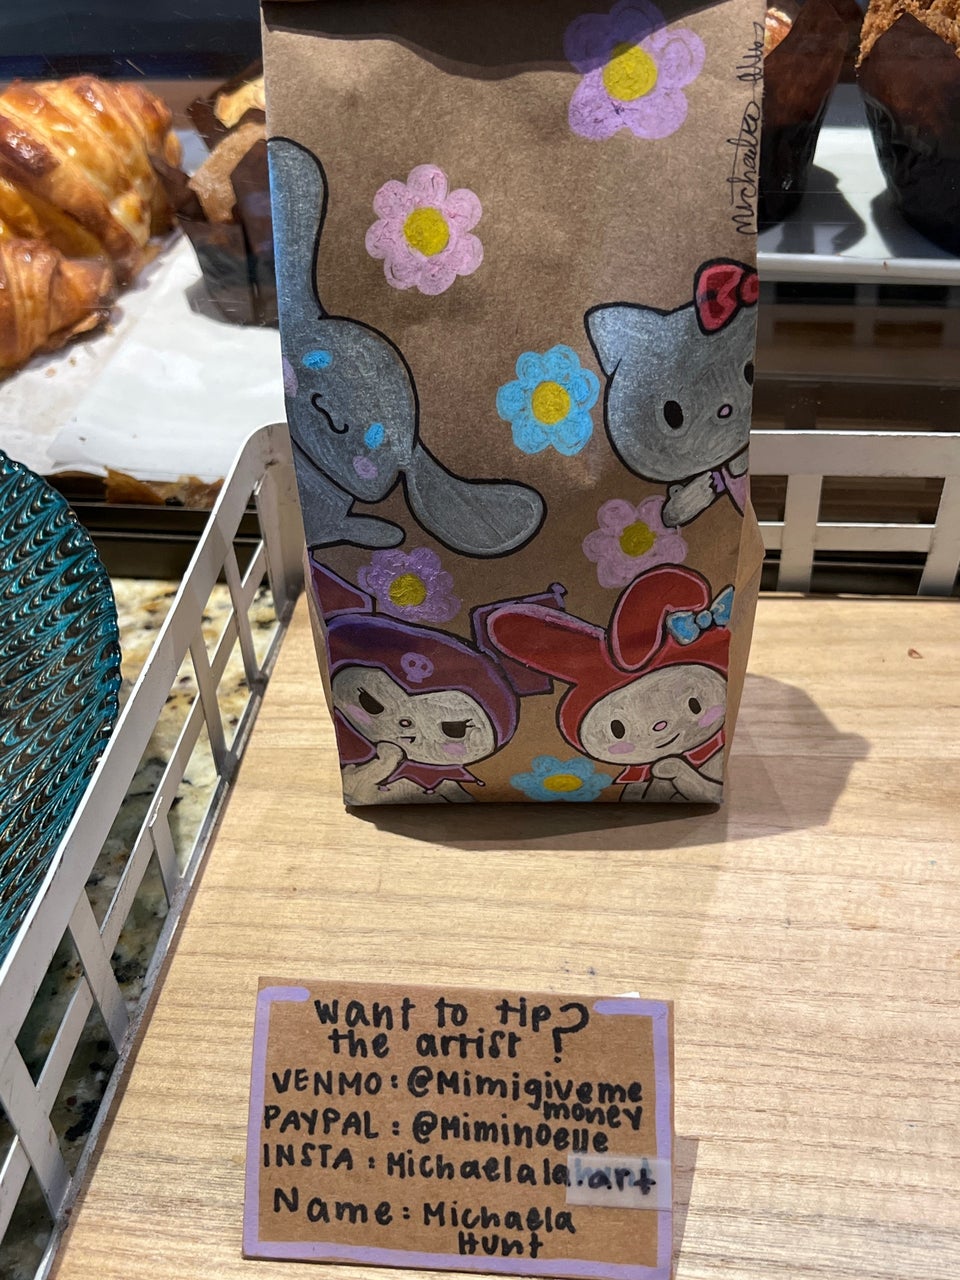 Want to tip
the artist ?
VENMO: @Mimigiveme
money
PAYPAL: @Miminoelle
INSTA: Michaelala.art
Name: Michaela
Hunt